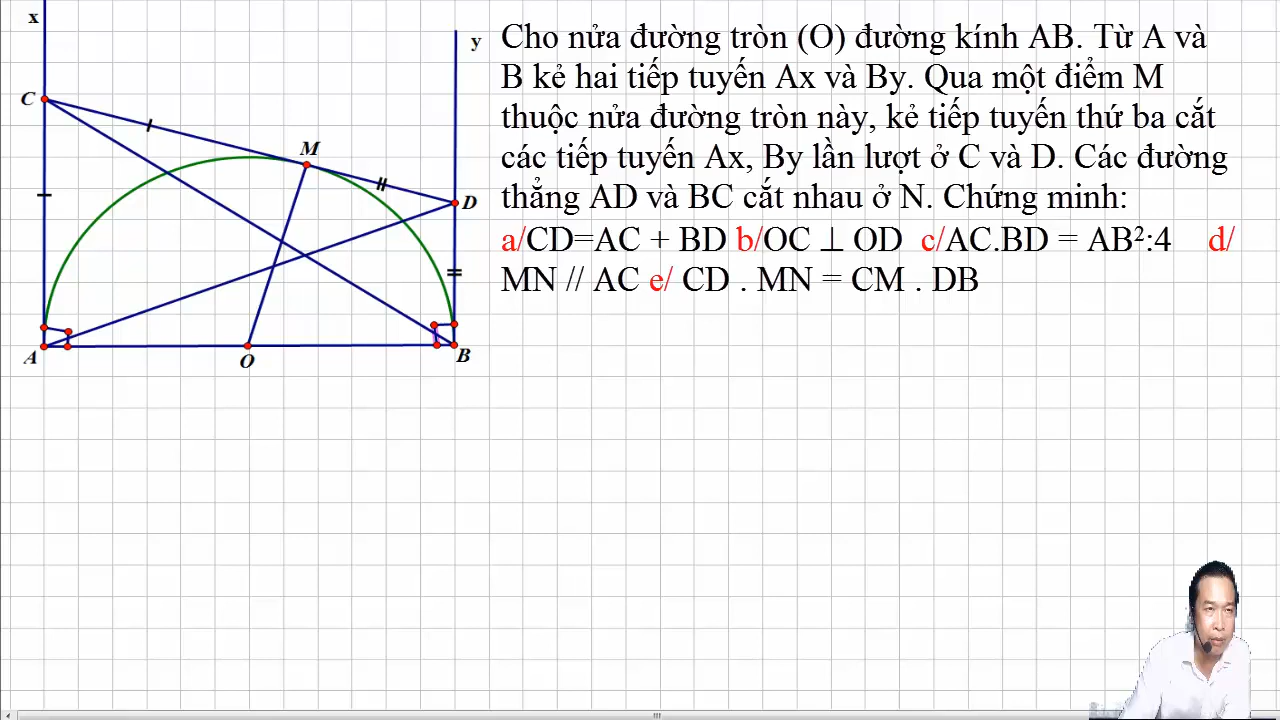 x
y
Cho nửa đường tròn (O) đường kính AB. Từ A và
B kẻ hai tiếp tuyến Ax và By. Qua một điểm M
thuộc nửa đường tròn này, kẻ tiếp tuyến thứ ba cắt
các tiếp tuyến Ax, By lần lượt ở C và D. Các đường
thẳng AD và BC cắt nhau ở N. Chứng minh:
a/CD=AC + BD b/OC ⊥ OD c/AC.BD = AB²:4 d/
MN // AC e/ CD . MN = CM . DB
C
M
D
A
O
B